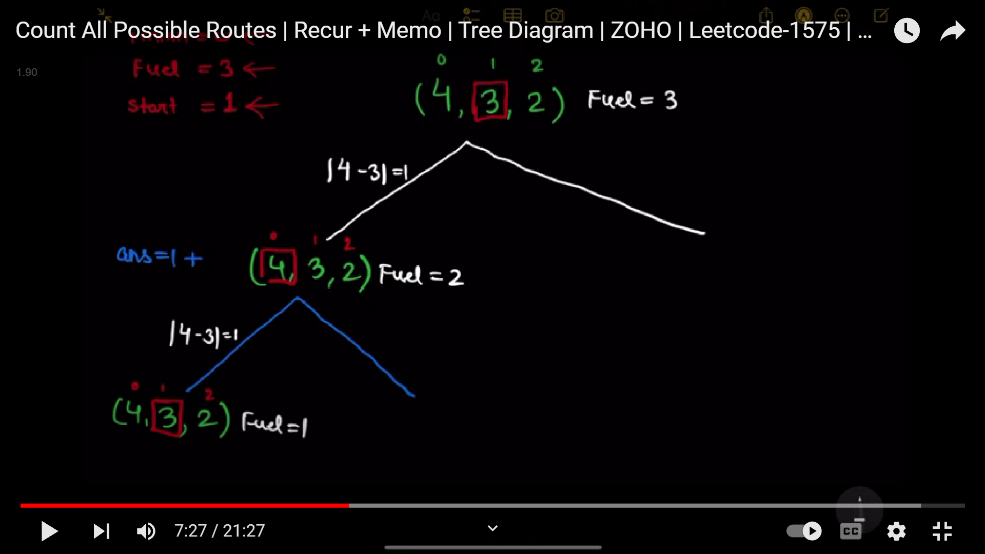 Count All Possible Routes | Recur + Memo | Tree Diagram | ZOHO | Leetcode-1575 | ...
1.90
Fuel = 3 ←
start = 1 ←
0 1 2
(4, 3, 2) Fuel = 3
|4-3|=1
ans=1+
0 1 2
(4, 3, 2) Fuel = 2
|4-3|=1
0 1 2
(4, 3, 2) Fuel=1
7:27 / 21:27
CC